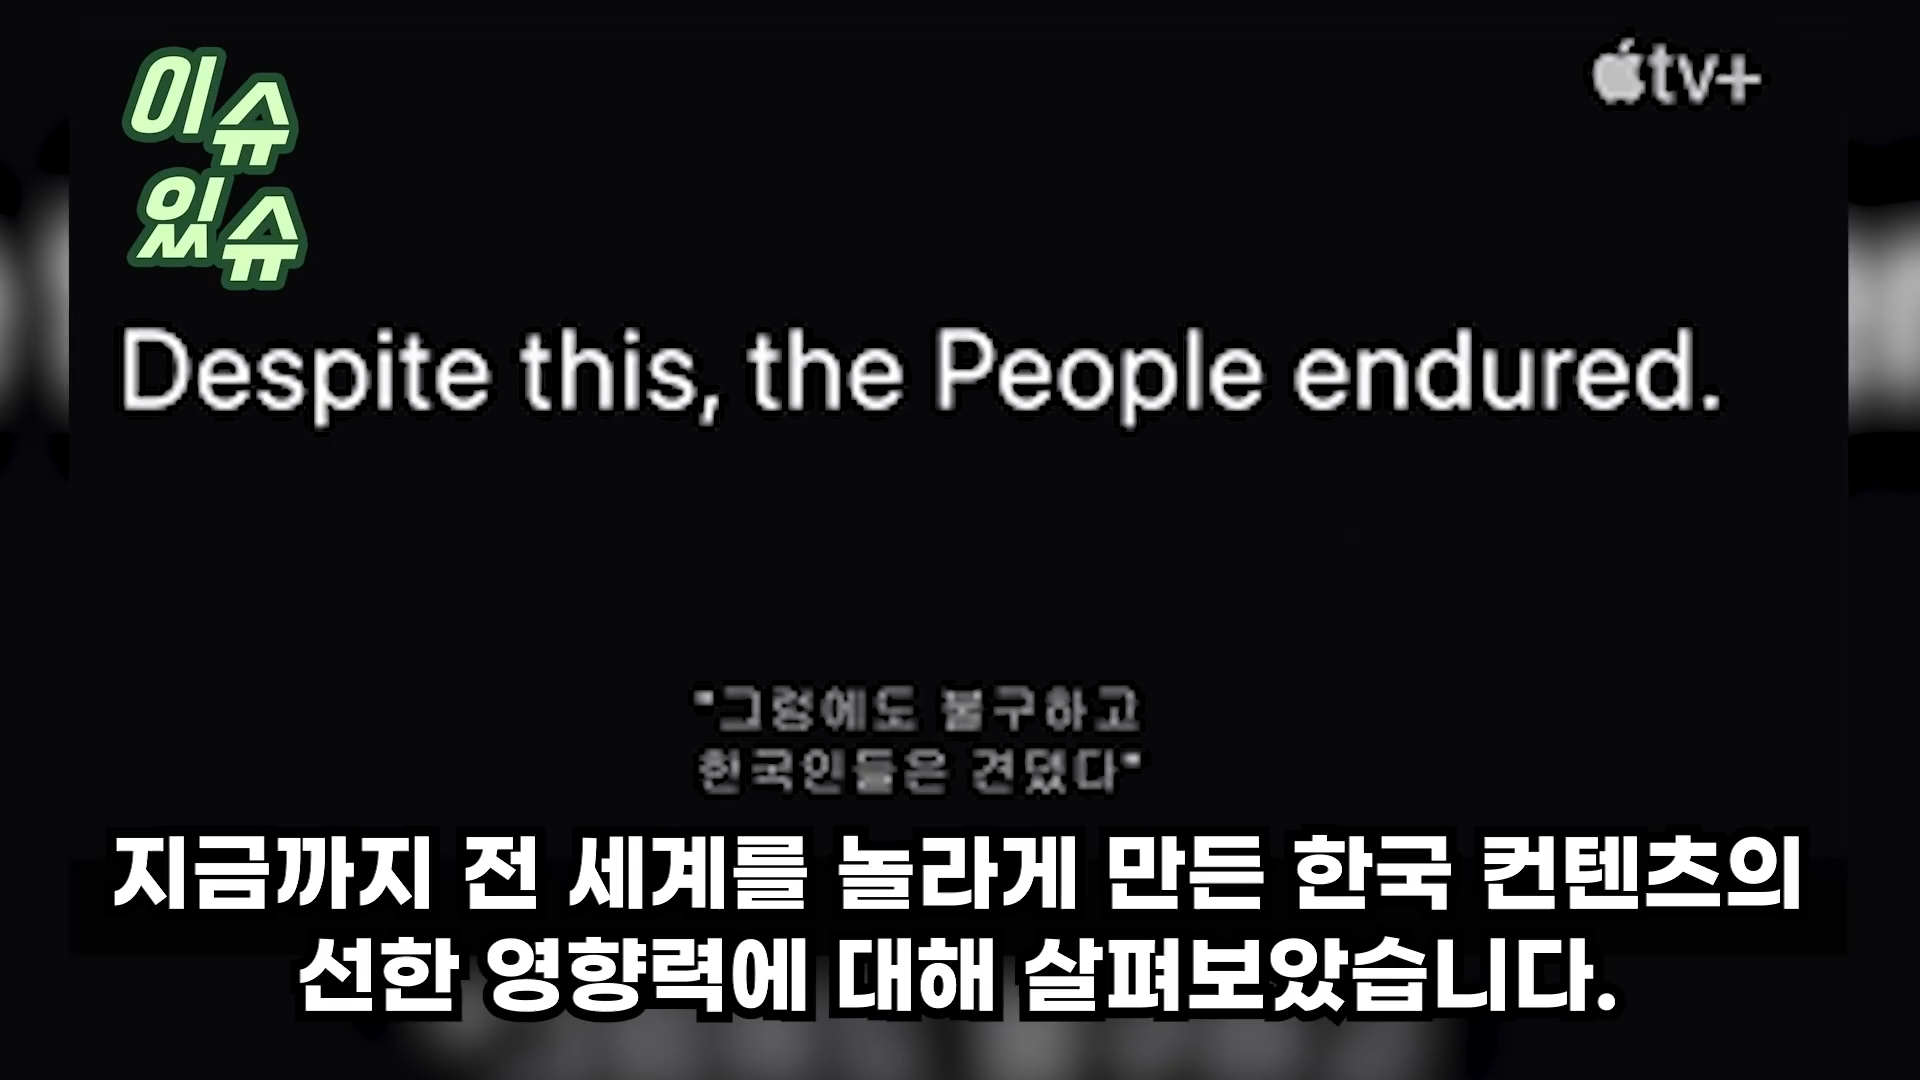 이슈
있슈
tv+
Despite this, the People endured.
"그럼에도 불구하고
한국인들은 견뎠다"
지금까지 전 세계를 놀라게 만든 한국 컨텐츠의
선한 영향력에 대해 살펴보았습니다.